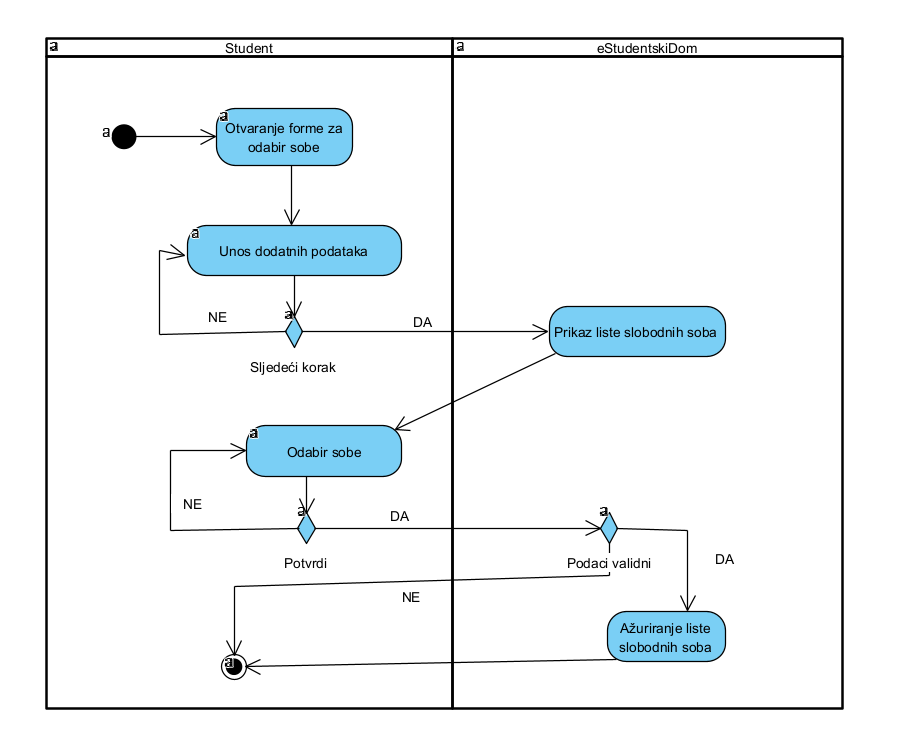 a
Student
a
eStudentskiDom
a
a
Otvaranje forme za
odabir sobe
a
Unos dodatnih podataka
a
NE
DA
Prikaz liste slobodnih soba
Sljedeći korak
a
Odabir sobe
NE
a
DA
a
Potvrdi
Podaci validni
DA
NE
Ažuriranje liste
slobodnih soba
a